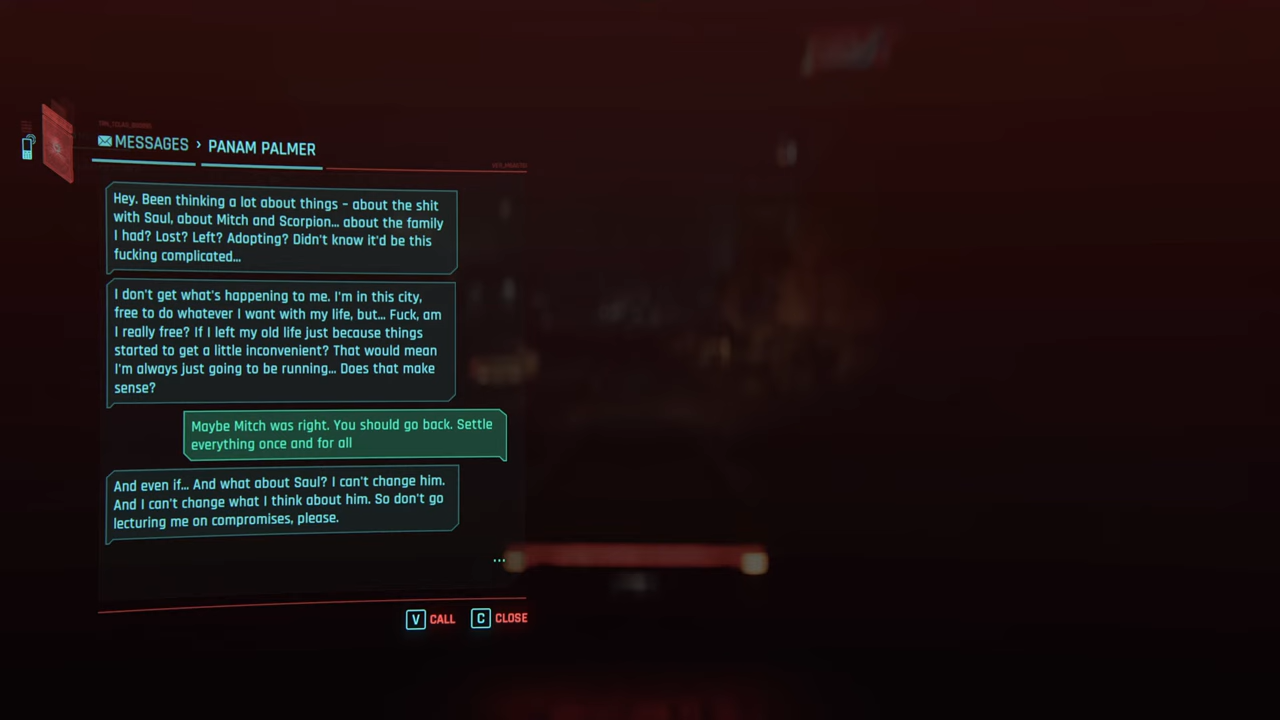 MESSAGES › PANAM PALMER
Hey. Been thinking a lot about things – about the shit
with Saul, about Mitch and Scorpion... about the family
I had? Lost? Left? Adopting? Didn't know it'd be this
fucking complicated...
I don't get what's happening to me. I'm in this city,
free to do whatever I want with my life, but... Fuck, am
I really free? If I left my old life just because things
started to get a little inconvenient? That would mean
I'm always just going to be running... Does that make
sense?
Maybe Mitch was right. You should go back. Settle
everything once and for all
And even if... And what about Saul? I can't change him.
And I can't change what I think about him. So don't go
lecturing me on compromises, please.
...
V CALL C CLOSE